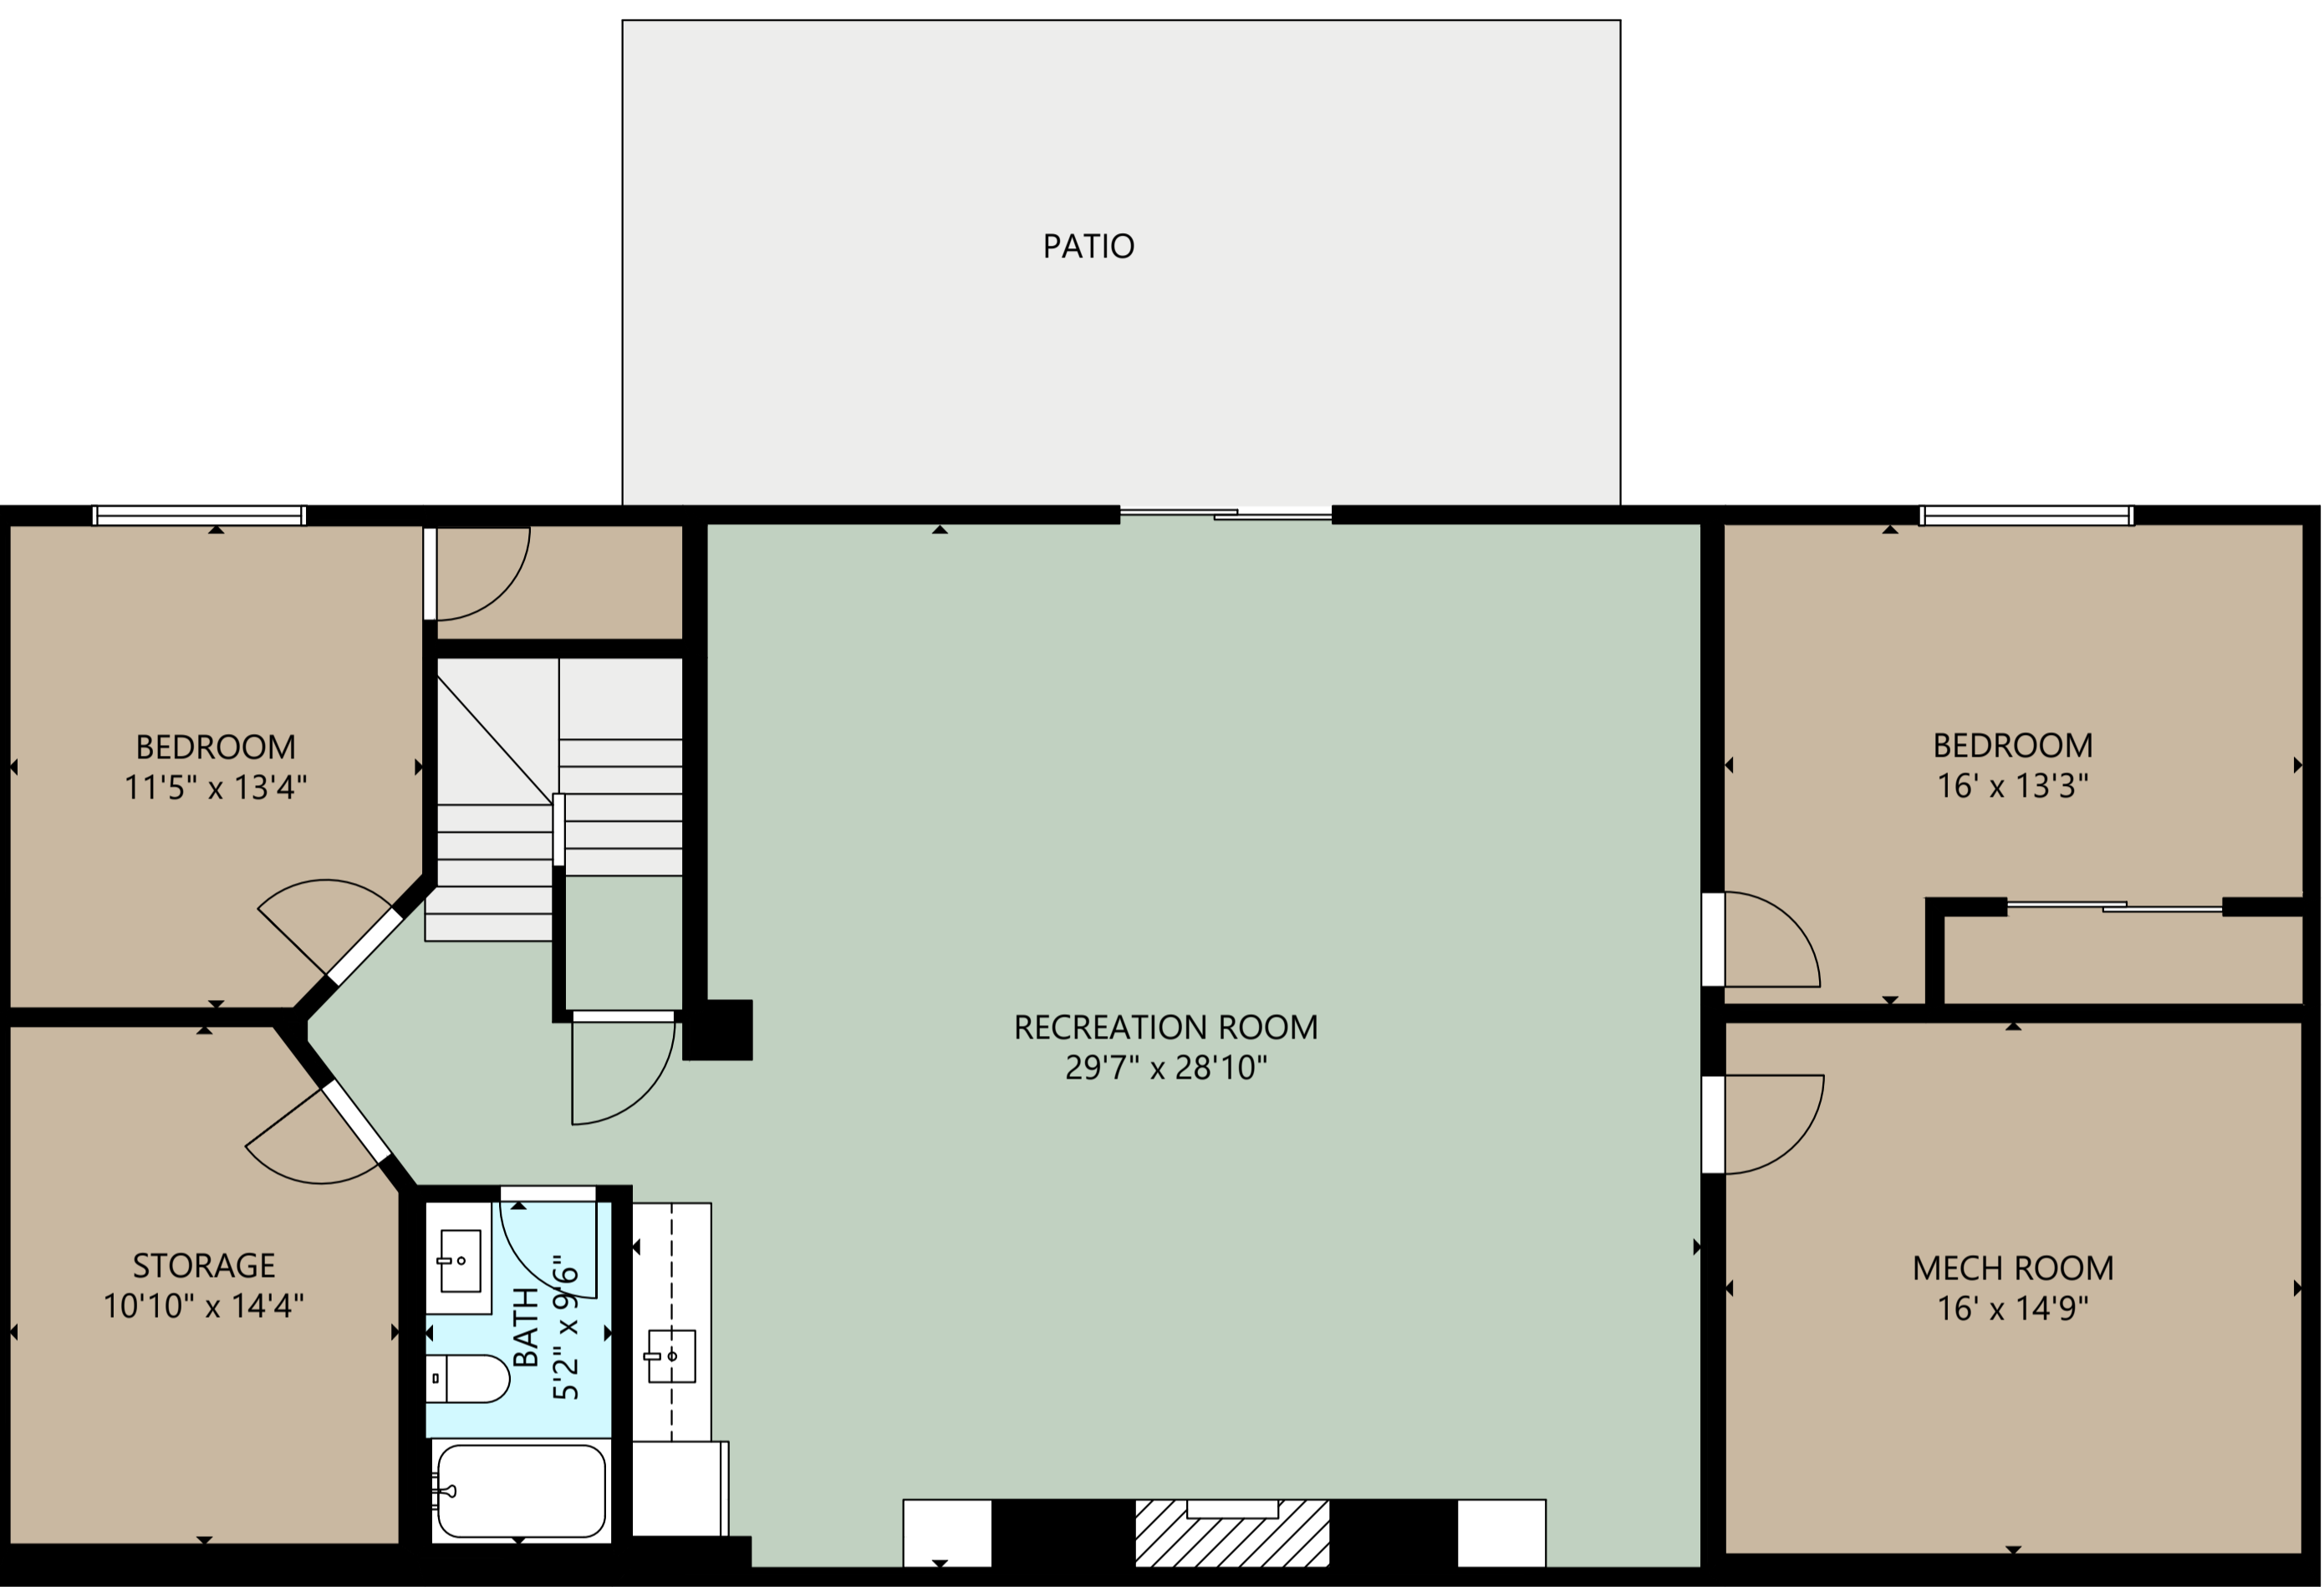 PATIO
BEDROOM
11'5" x 13'4"
BEDROOM
16' x 13'3"
RECREATION ROOM
29'7" x 28'10"
STORAGE
10'10" x 14'4"
BATH
5'2" x 9'6"
MECH ROOM
16' x 14'9"